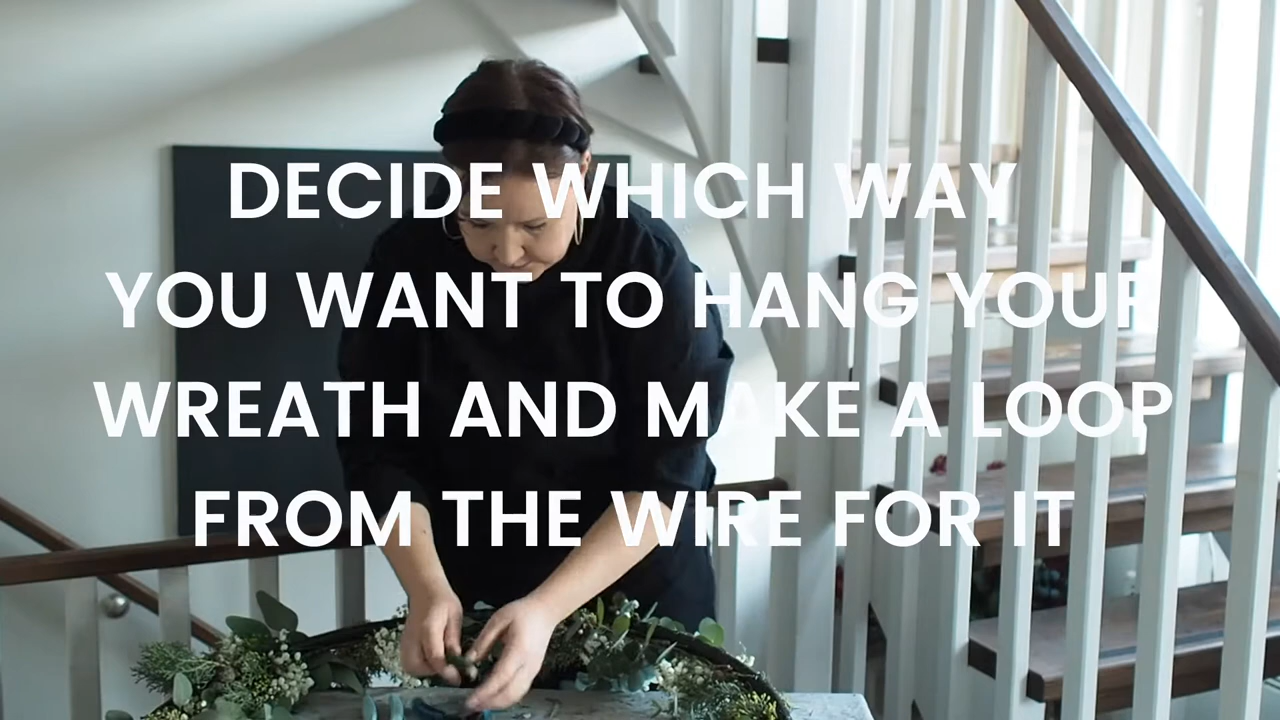 DECIDE WHICH WAY
YOU WANT TO HANG YOUR
WREATH AND MAKE A LOOP
FROM THE WIRE FOR IT